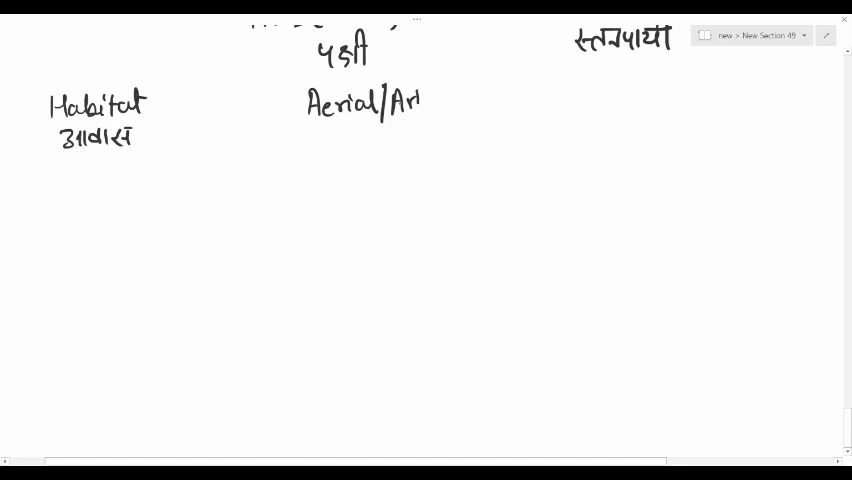 पक्षी
स्तनपायी
new > New Section 49
Habitat
Aerial/Ar
आवास